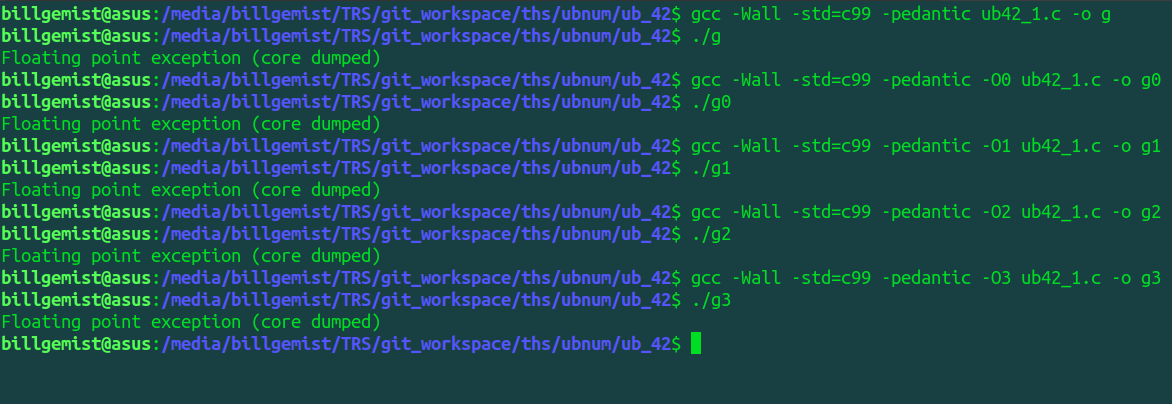 billgemist@asus:/media/billgemist/TRS/git_workspace/ths/ubnum/ub_42$ gcc -Wall -std=c99 -pedantic ub42_1.c -o g
billgemist@asus:/media/billgemist/TRS/git_workspace/ths/ubnum/ub_42$ ./g
Floating point exception (core dumped)
billgemist@asus:/media/billgemist/TRS/git_workspace/ths/ubnum/ub_42$ gcc -Wall -std=c99 -pedantic -O0 ub42_1.c -o g0
billgemist@asus:/media/billgemist/TRS/git_workspace/ths/ubnum/ub_42$ ./g0
Floating point exception (core dumped)
billgemist@asus:/media/billgemist/TRS/git_workspace/ths/ubnum/ub_42$ gcc -Wall -std=c99 -pedantic -O1 ub42_1.c -o g1
billgemist@asus:/media/billgemist/TRS/git_workspace/ths/ubnum/ub_42$ ./g1
Floating point exception (core dumped)
billgemist@asus:/media/billgemist/TRS/git_workspace/ths/ubnum/ub_42$ gcc -Wall -std=c99 -pedantic -O2 ub42_1.c -o g2
billgemist@asus:/media/billgemist/TRS/git_workspace/ths/ubnum/ub_42$ ./g2
Floating point exception (core dumped)
billgemist@asus:/media/billgemist/TRS/git_workspace/ths/ubnum/ub_42$ gcc -Wall -std=c99 -pedantic -O3 ub42_1.c -o g3
billgemist@asus:/media/billgemist/TRS/git_workspace/ths/ubnum/ub_42$ ./g3
Floating point exception (core dumped)
billgemist@asus:/media/billgemist/TRS/git_workspace/ths/ubnum/ub_42$